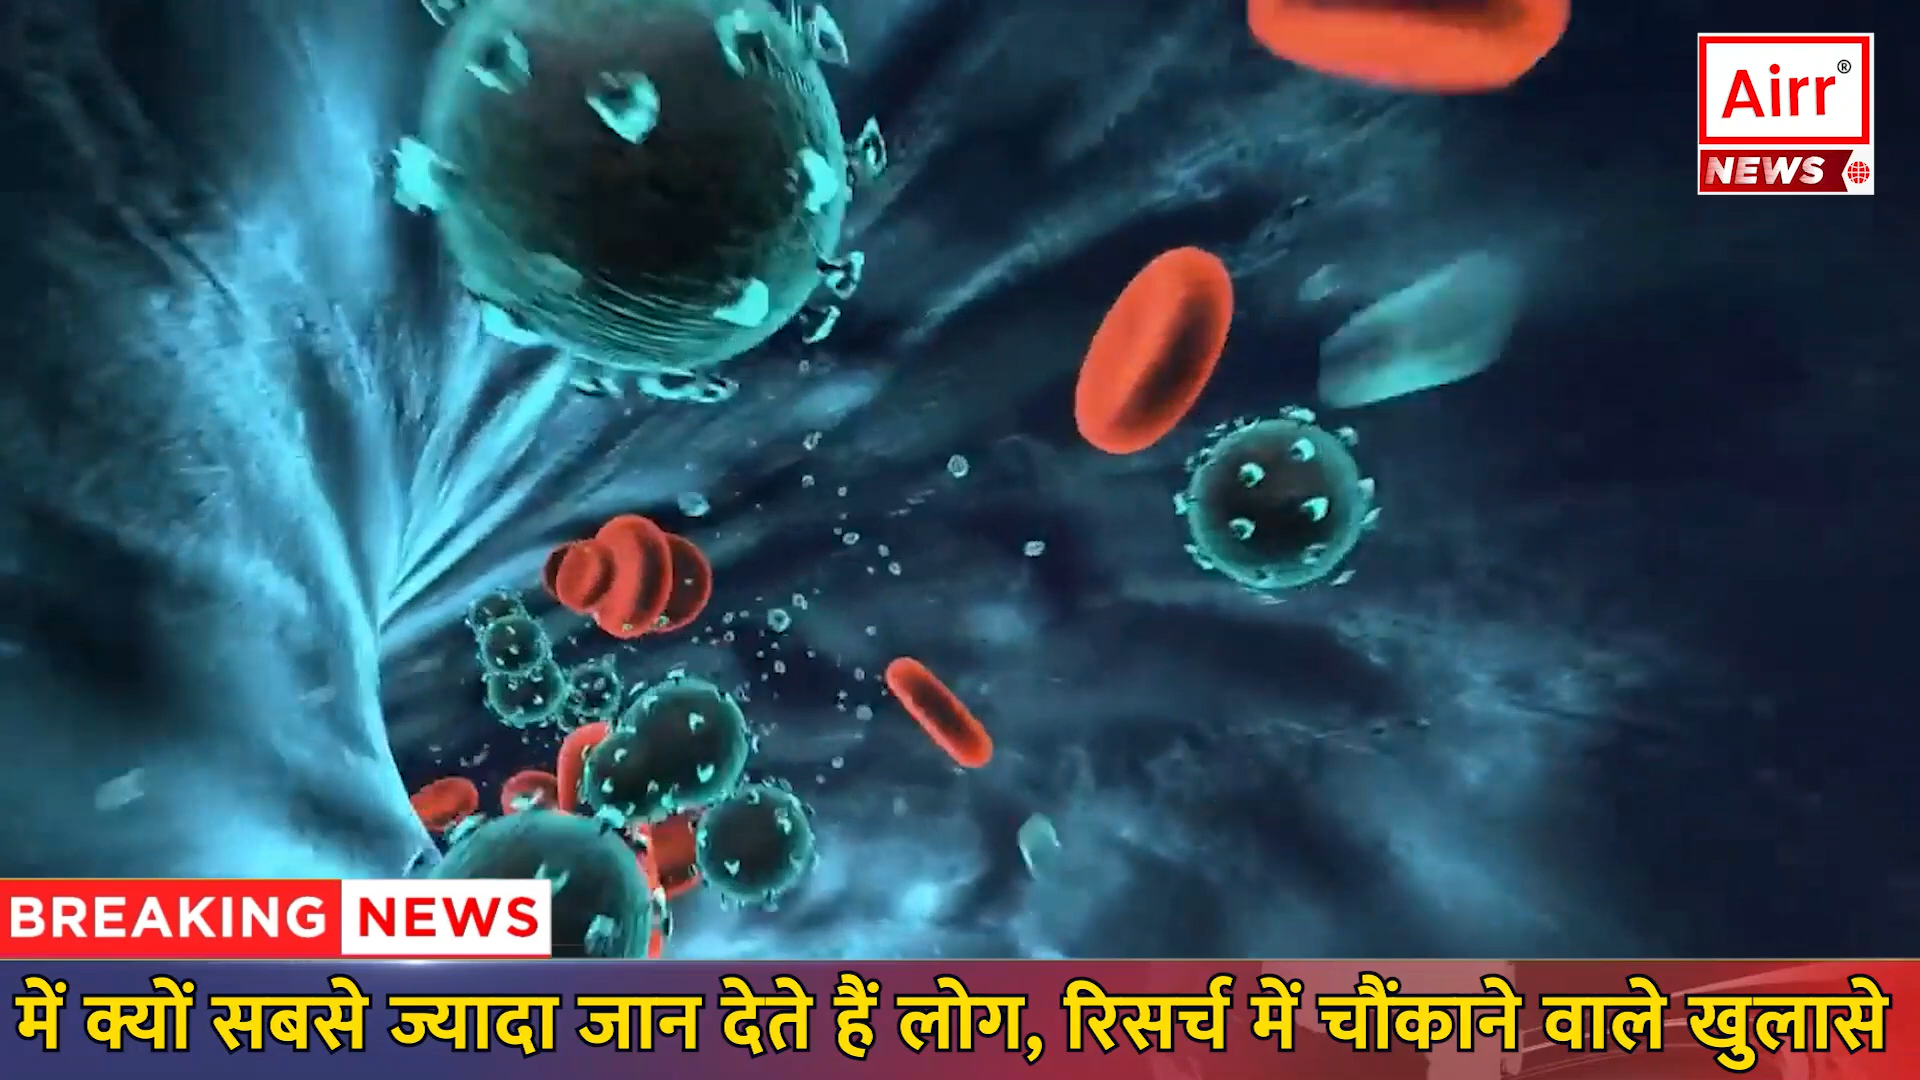 Airr®
NEWS
BREAKING NEWS
में क्यों सबसे ज्यादा जान देते हैं लोग, रिसर्च में चौंकाने वाले खुलासे